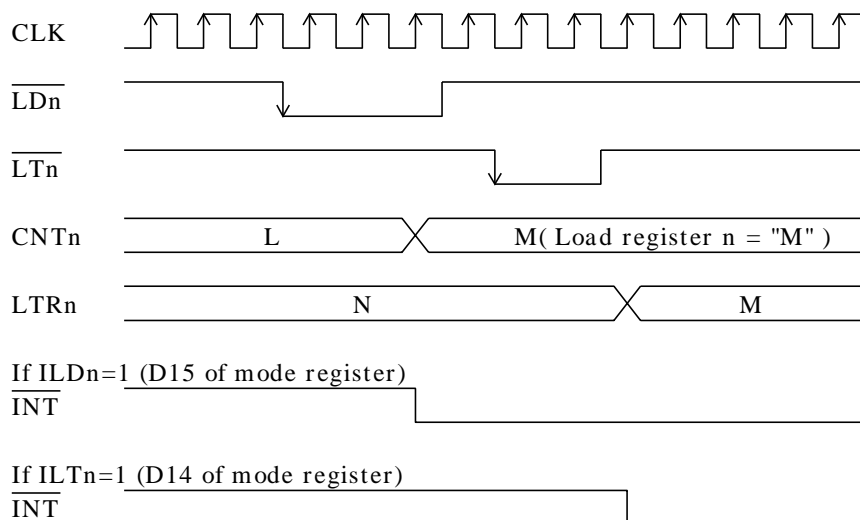 CLK
LDn
LTn
CNTn L M( Load register n = "M" )
LTRn N M
If ILDn=1 (D15 of mode register)
INT
If ILTn=1 (D14 of mode register)
INT